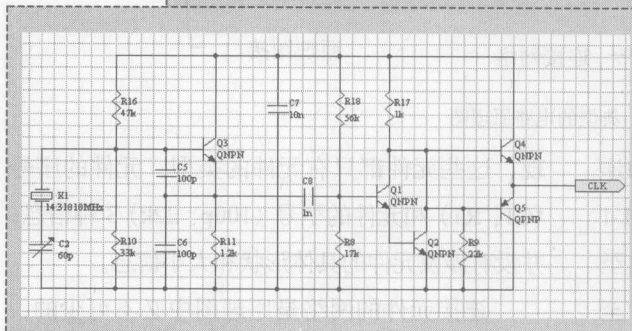 R16
47k
C7
10n
R18
56k
R17
1k
Q3
QNPN
Q4
QNPN
C5
100p
X1
14.31818MHz
C8
1n
Q1
QNPN
CLK
Q5
QPNP
C2
60p
R10
33k
C6
100p
R11
1.2k
R8
17k
Q2
QNPN
R9
22k